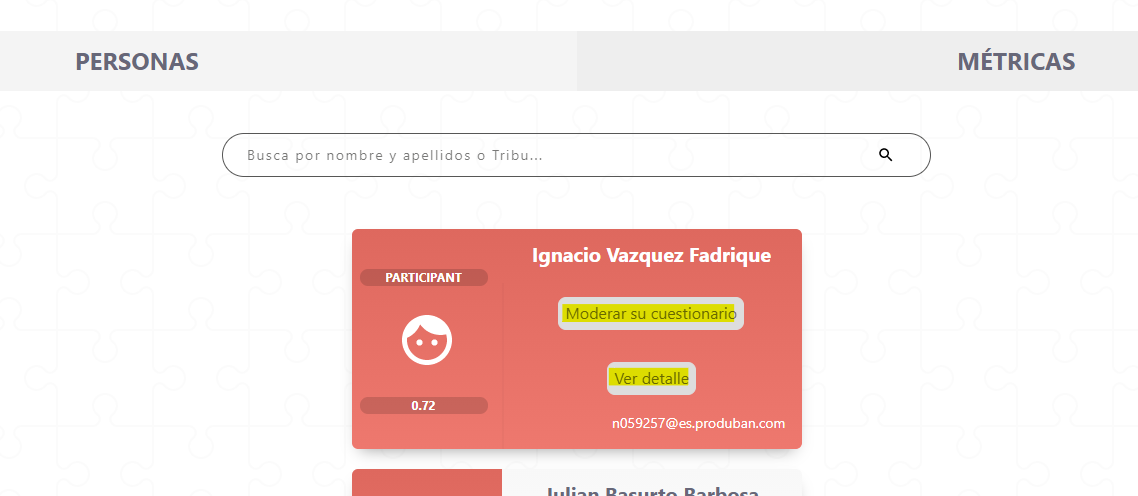 PERSONAS
MÉTRICAS
Busca por nombre y apellidos o Tribu...
PARTICIPANT
0.72
Ignacio Vazquez Fadrique
Moderar su cuestionario
Ver detalle
n059257@es.produban.com
Julian Basurto Barbosa